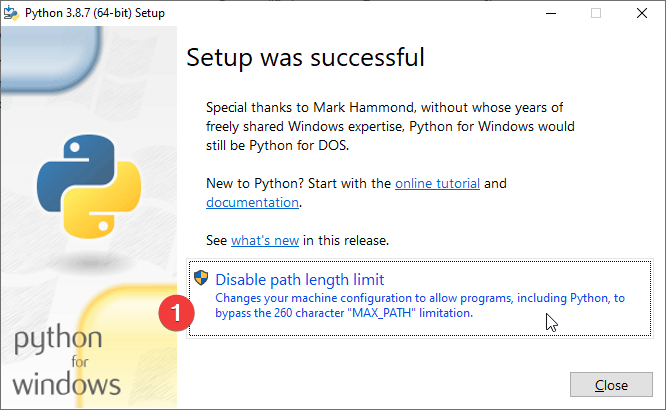 Python 3.8.7 (64-bit) Setup
Setup was successful
Special thanks to Mark Hammond, without whose years of
freely shared Windows expertise, Python for Windows would
still be Python for DOS.
New to Python? Start with the online tutorial and
documentation.
See what's new in this release.
Disable path length limit
Changes your machine configuration to allow programs, including Python, to
bypass the 260 character "MAX_PATH" limitation.
1
python
for
windows
Close